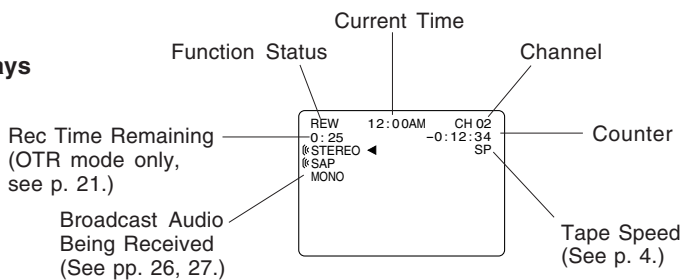 Current Time
Function Status
Channel
REW 12:00AM CH 02
0:25 -0:12:34
STEREO ◄ SP
SAP
MONO
Rec Time Remaining
(OTR mode only,
see p. 21.)
Counter
Broadcast Audio
Being Received
(See pp. 26, 27.)
Tape Speed
(See p. 4.)